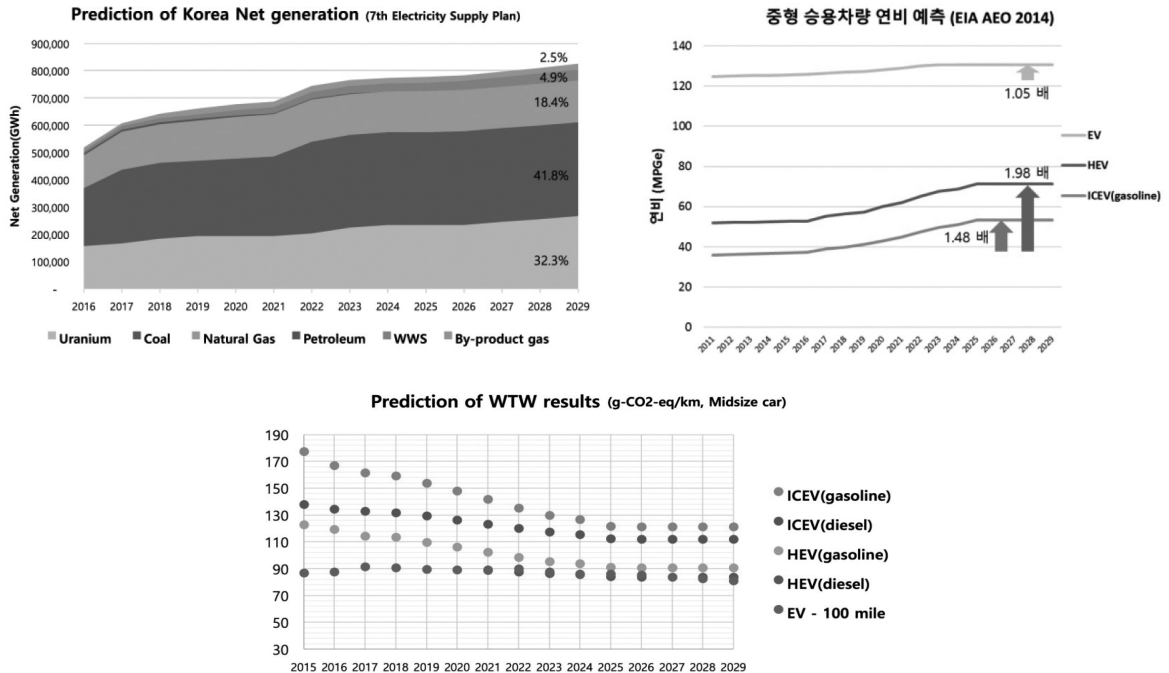 Prediction of Korea Net generation (7th Electricity Supply Plan)
Net Generation(GWh)
900,000
800,000
700,000
600,000
500,000
400,000
300,000
200,000
100,000
-
2.5%
4.9%
18.4%
41.8%
32.3%
2016 2017 2018 2019 2020 2021 2022 2023 2024 2025 2026 2027 2028 2029
Uranium Coal Natural Gas Petroleum WWS By-product gas
중형 승용차량 연비 예측 (EIA AEO 2014)
연비 (MPGe)
140
120
100
80
60
40
20
0
1.05 배
1.98 배
1.48 배
2011 2012 2013 2014 2015 2016 2017 2018 2019 2020 2021 2022 2023 2024 2025 2026 2027 2028 2029
EV
HEV
ICEV(gasoline)
Prediction of WTW results (g-CO2-eq/km, Midsize car)
190
170
150
130
110
90
70
50
30
2015 2016 2017 2018 2019 2020 2021 2022 2023 2024 2025 2026 2027 2028 2029
ICEV(gasoline)
ICEV(diesel)
HEV(gasoline)
HEV(diesel)
EV - 100 mile